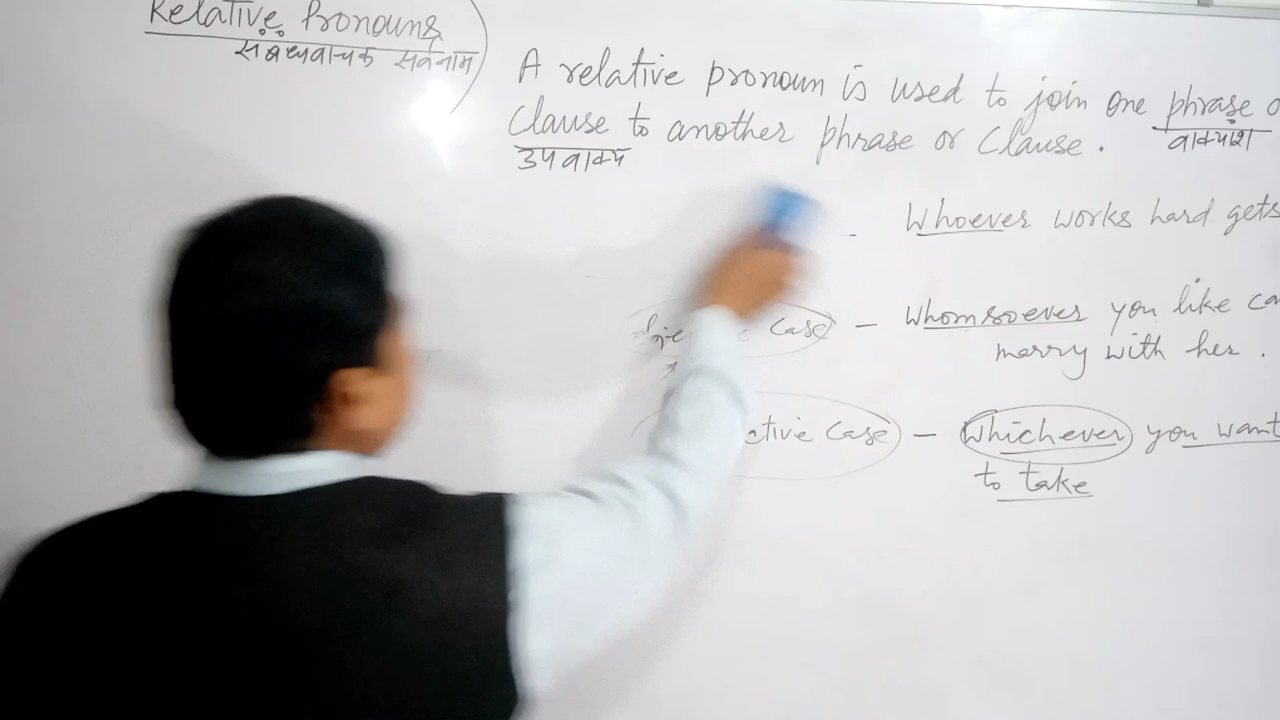 Relative Pronouns
सबन्धवाचक सर्वनाम
A relative pronoun is used to join one phrase
Clause to another phrase or Clause.
उपवाक्य वाक्यांश
- Whoever works hard gets
Case - Whomsoever you like
marry with her.
Case - Whichever you want
to take